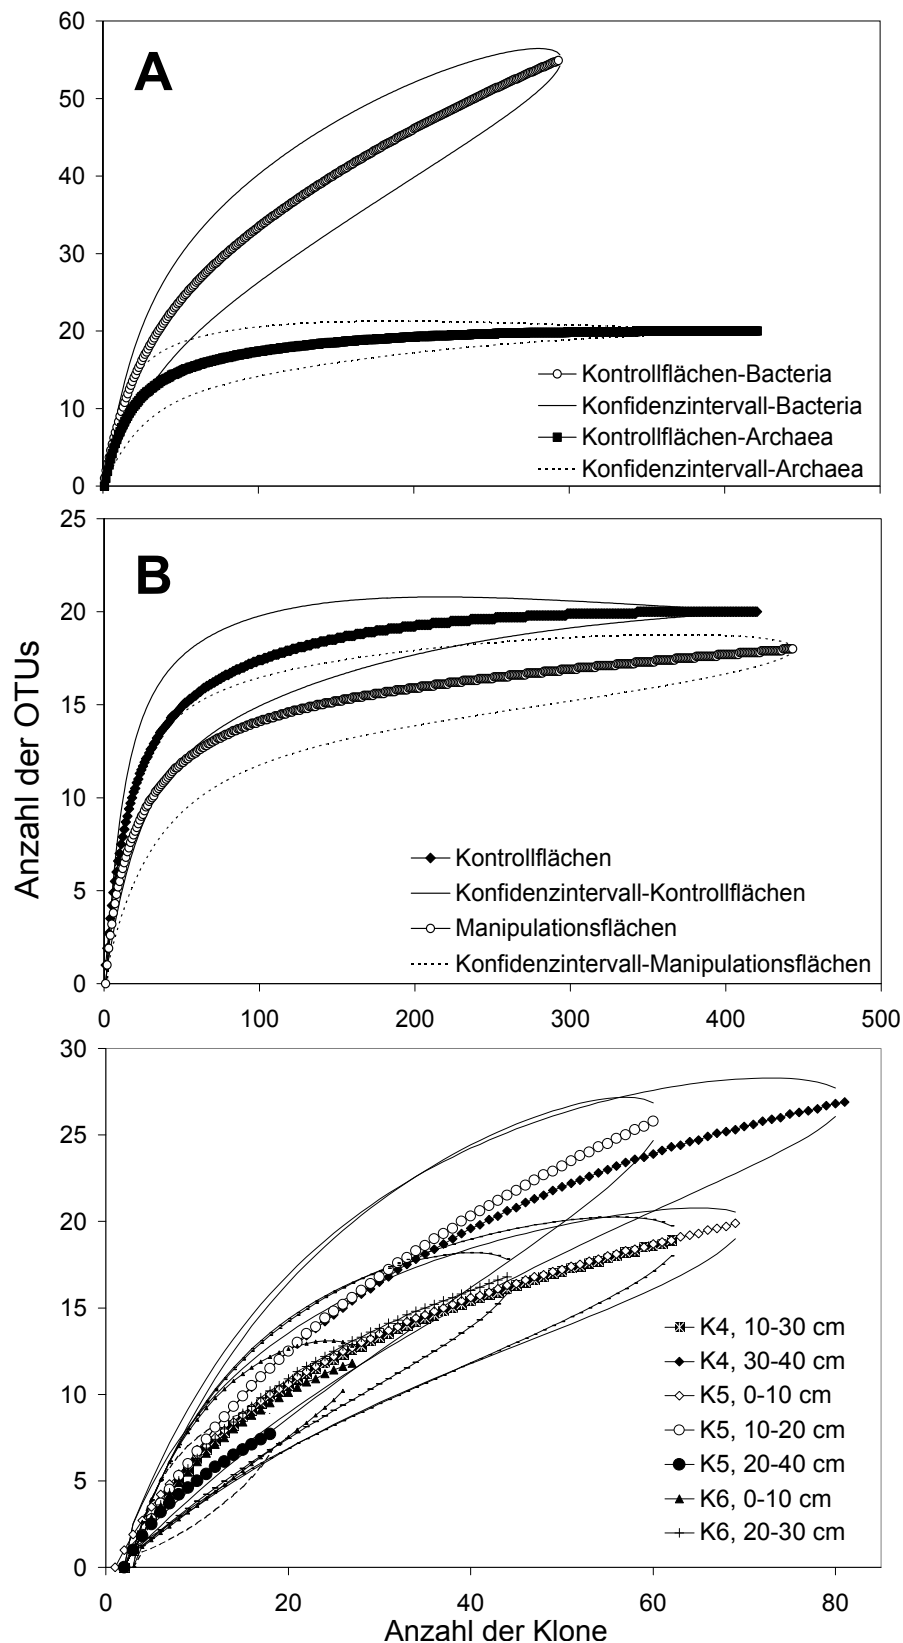 60
A
50
40
30
20
10
0
Kontrollflächen-Bacteria
Konfidenzintervall-Bacteria
Kontrollflächen-Archaea
Konfidenzintervall-Archaea
25
B
20
15
10
5
0
Kontrollflächen
Konfidenzintervall-Kontrollflächen
Manipulationsflächen
Konfidenzintervall-Manipulationsflächen
0 100 200 300 400 500
Anzahl der OTUs
30
25
20
15
10
5
0
K4, 10-30 cm
K4, 30-40 cm
K5, 0-10 cm
K5, 10-20 cm
K5, 20-40 cm
K6, 0-10 cm
K6, 20-30 cm
0 20 40 60 80
Anzahl der Klone